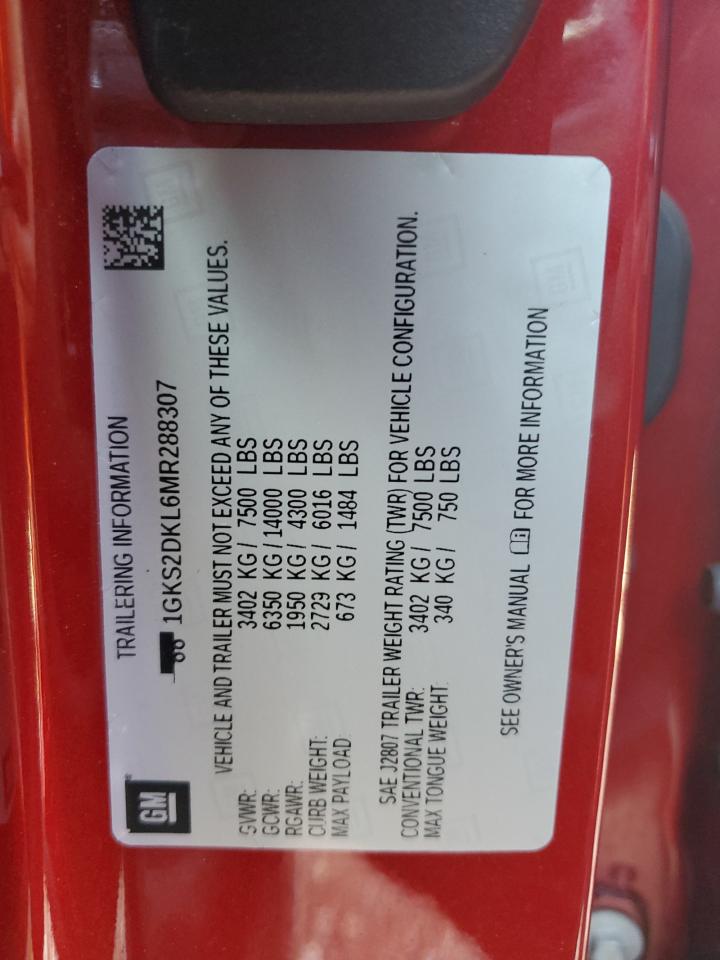 TRAILERING INFORMATION
1GKS2DKL6MR288307
GM
VEHICLE AND TRAILER MUST NOT EXCEED ANY OF THESE VALUES.
GVWR: 3402 KG / 7500 LBS
GCWR: 6350 KG / 14000 LBS
RGAWR: 1950 KG / 4300 LBS
CURB WEIGHT: 2729 KG / 6016 LBS
MAX PAYLOAD: 673 KG / 1484 LBS
SAE J2807 TRAILER WEIGHT RATING (TWR) FOR VEHICLE CONFIGURATION.
CONVENTIONAL TWR: 3402 KG / 7500 LBS
MAX TONGUE WEIGHT: 340 KG / 750 LBS
SEE OWNER'S MANUAL FOR MORE INFORMATION